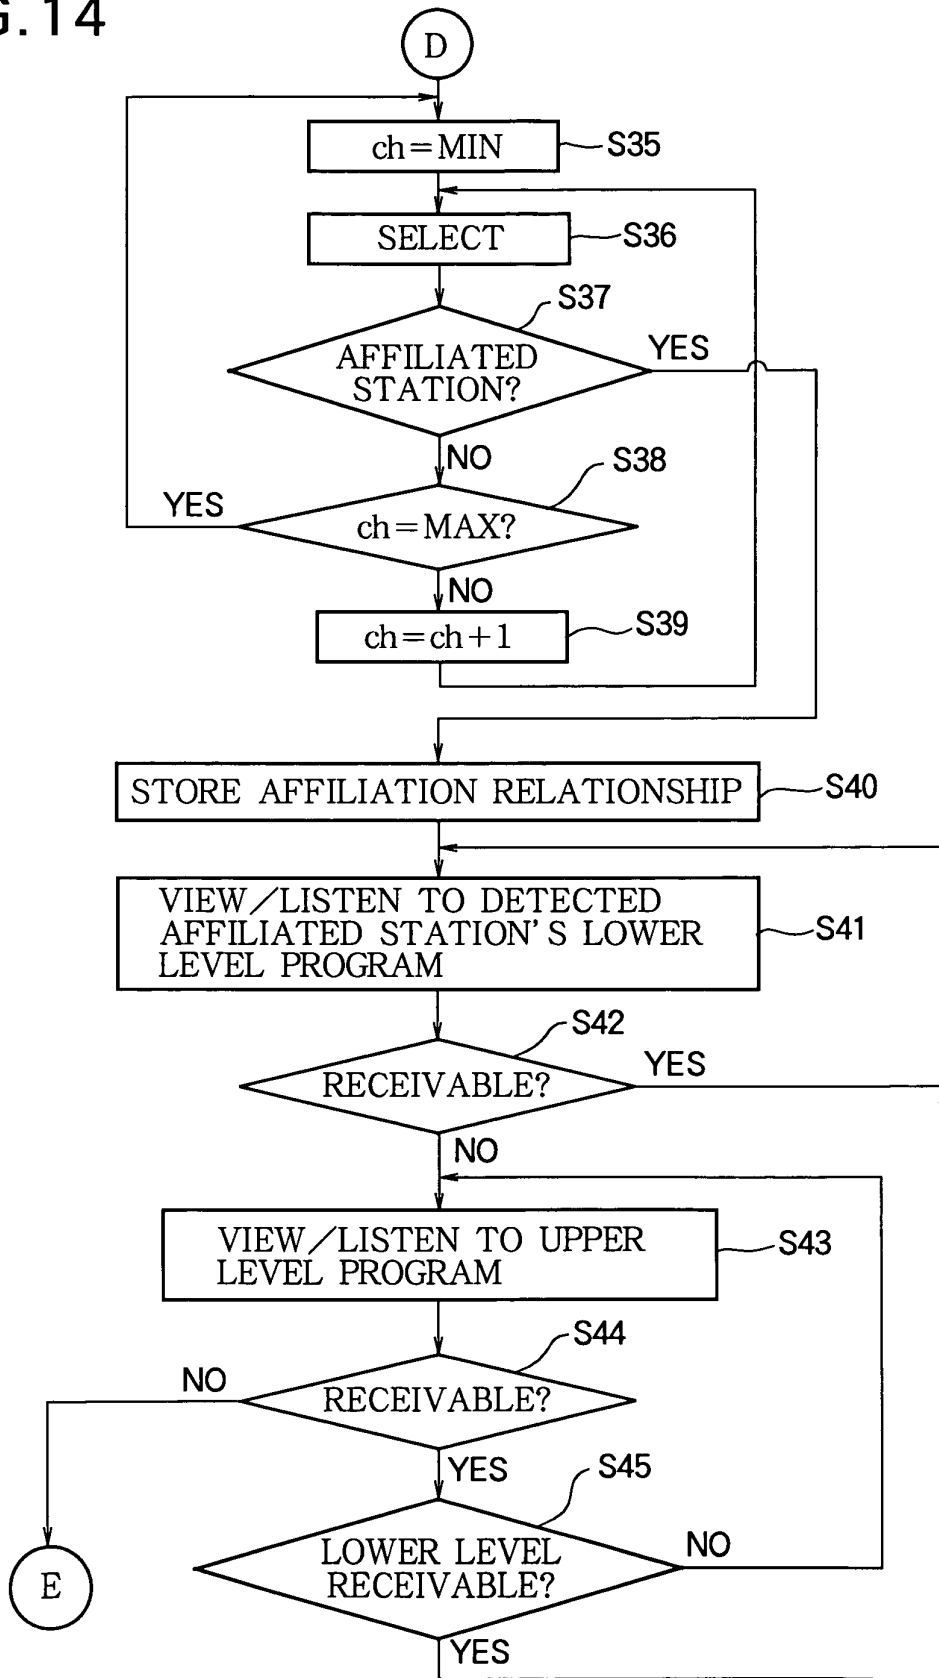 G.14
D
ch=MIN
S35
SELECT
S36
S37
AFFILIATED
STATION?
YES
NO
S38
YES
ch=MAX?
NO
ch=ch+1
S39
STORE AFFILIATION RELATIONSHIP
S40
VIEW/LISTEN TO DETECTED
AFFILIATED STATION'S LOWER
LEVEL PROGRAM
S41
S42
RECEIVABLE?
YES
NO
VIEW/LISTEN TO UPPER
LEVEL PROGRAM
S43
S44
NO
RECEIVABLE?
YES
S45
LOWER LEVEL
RECEIVABLE?
NO
E
YES